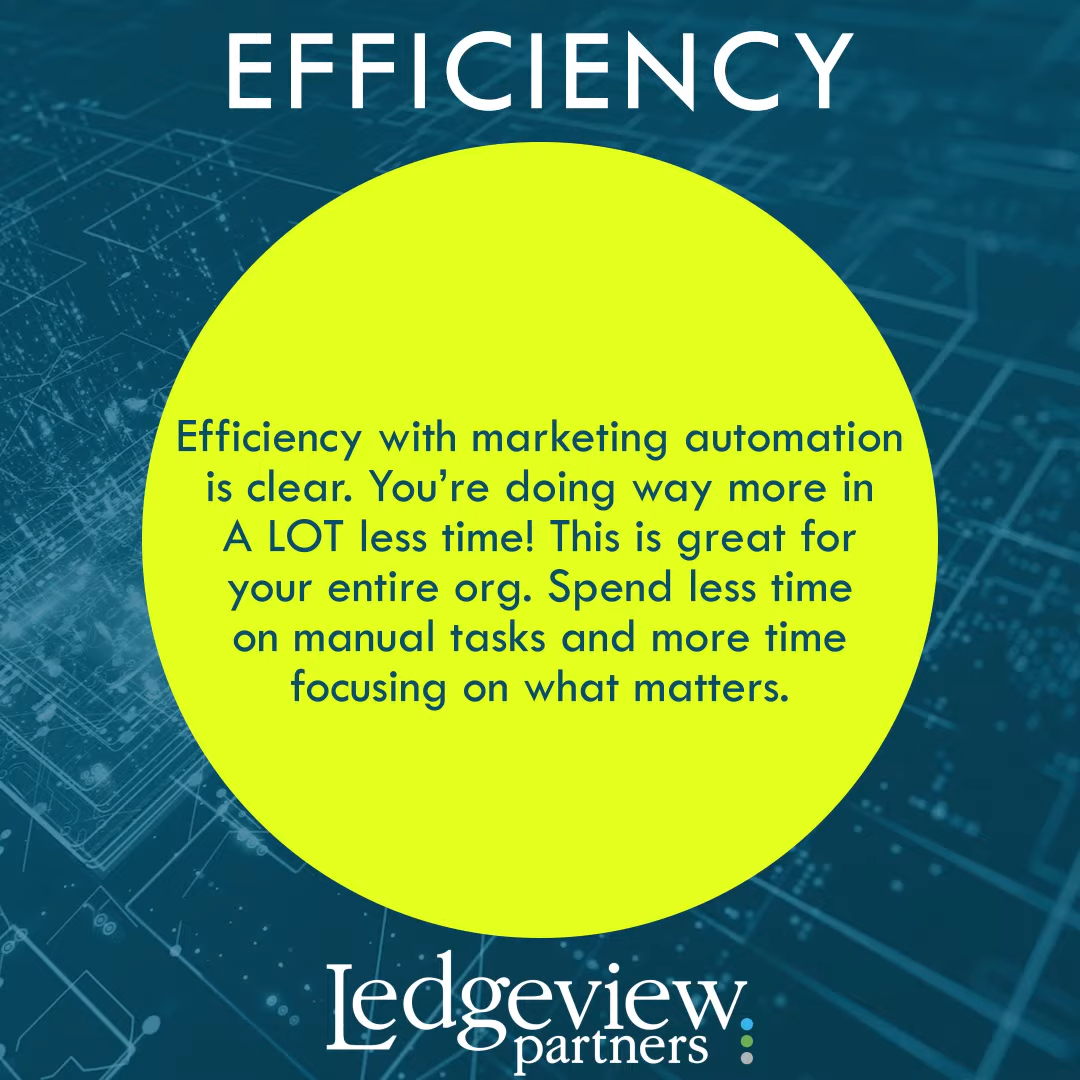 EFFICIENCY
Efficiency with marketing automation
is clear. You’re doing way more in
A LOT less time! This is great for
your entire org. Spend less time
on manual tasks and more time
focusing on what matters.
Ledgeview
partners